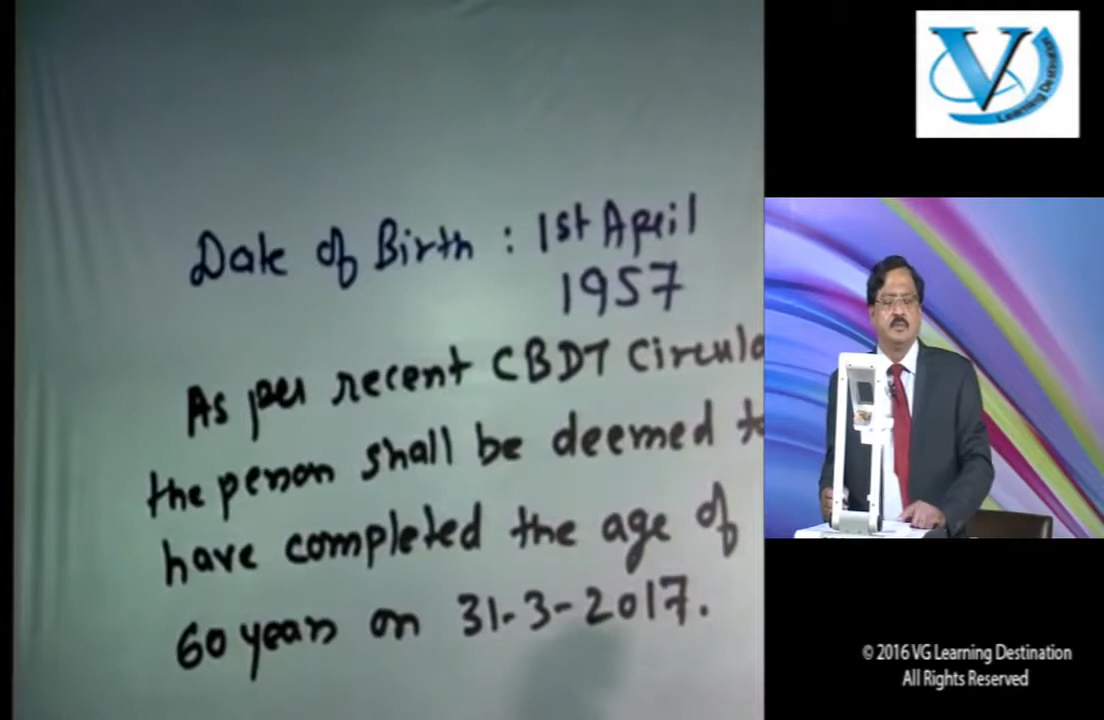 V
Learning Destination
Date of Birth : 1st April
1957
As per recent CBDT Circula
the person shall be deemed to
have completed the age of
60 years on 31-3-2017.
© 2016 VG Learning Destination
All Rights Reserved